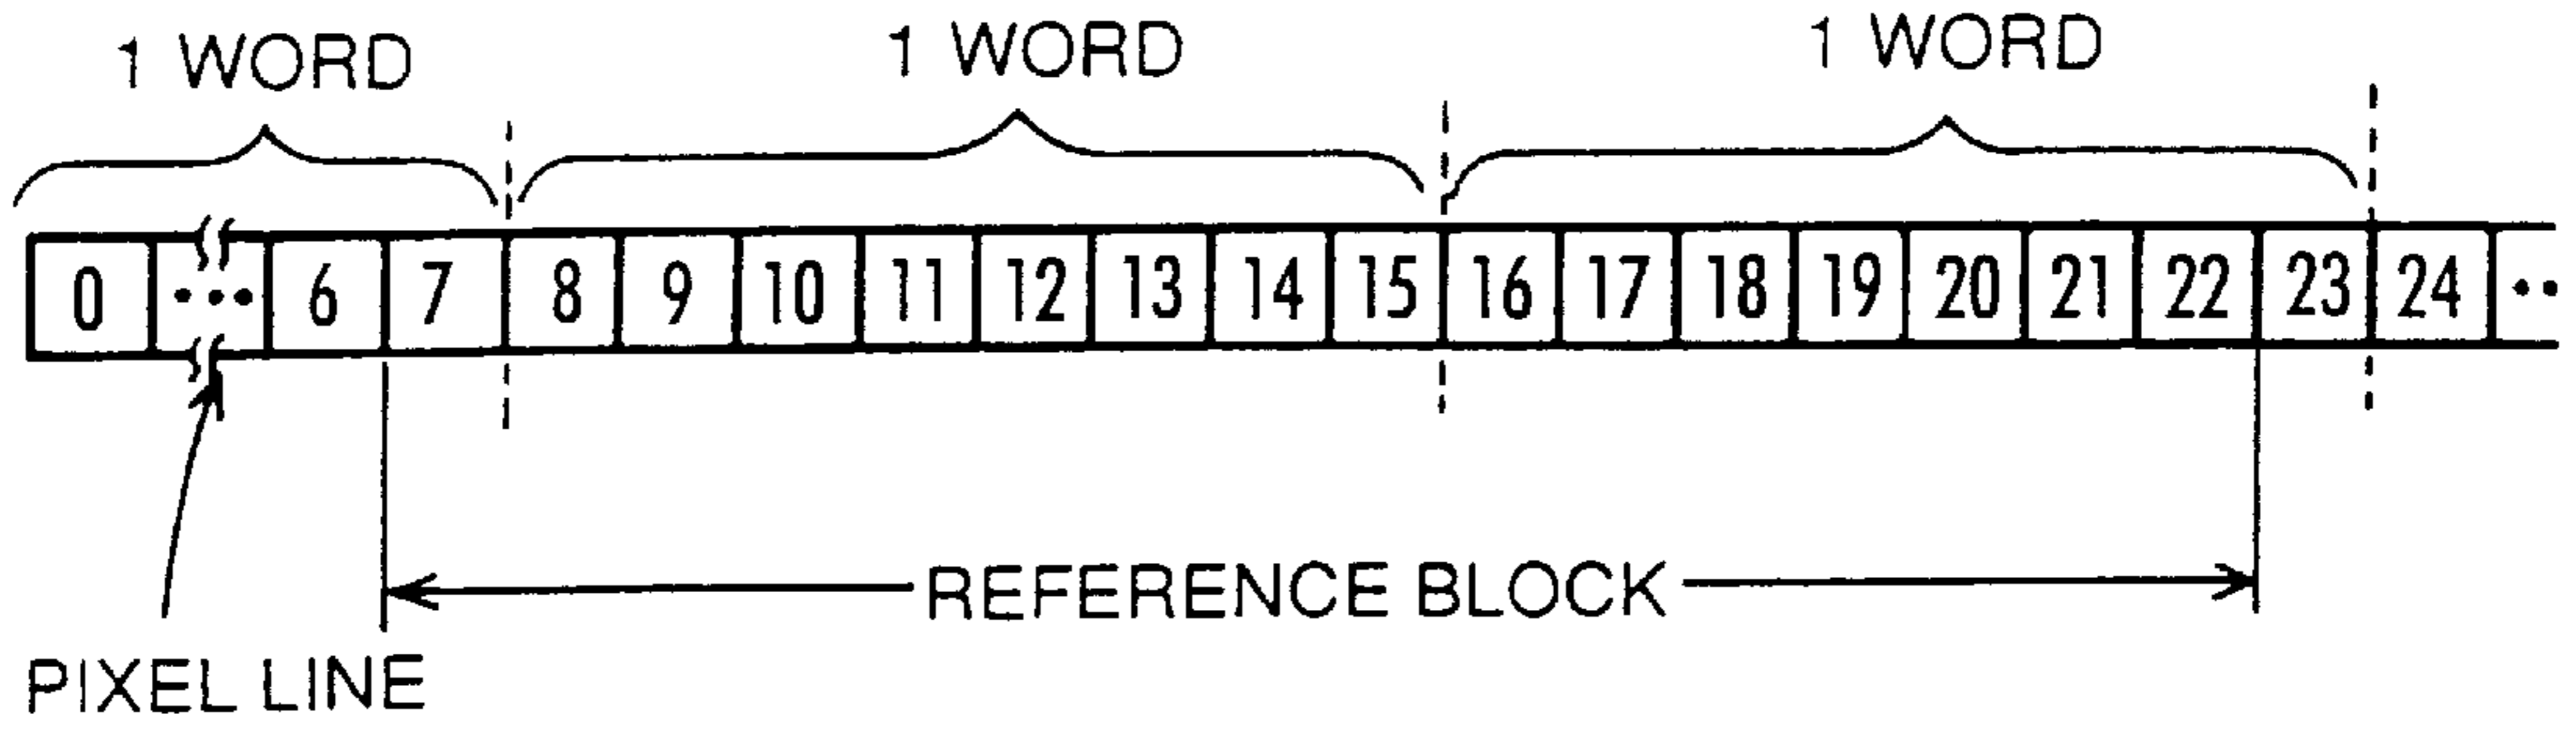 1 WORD 1 WORD 1 WORD
0 ... 6 7 8 9 10 11 12 13 14 15 16 17 18 19 20 21 22 23 24 ..
REFERENCE BLOCK
PIXEL LINE